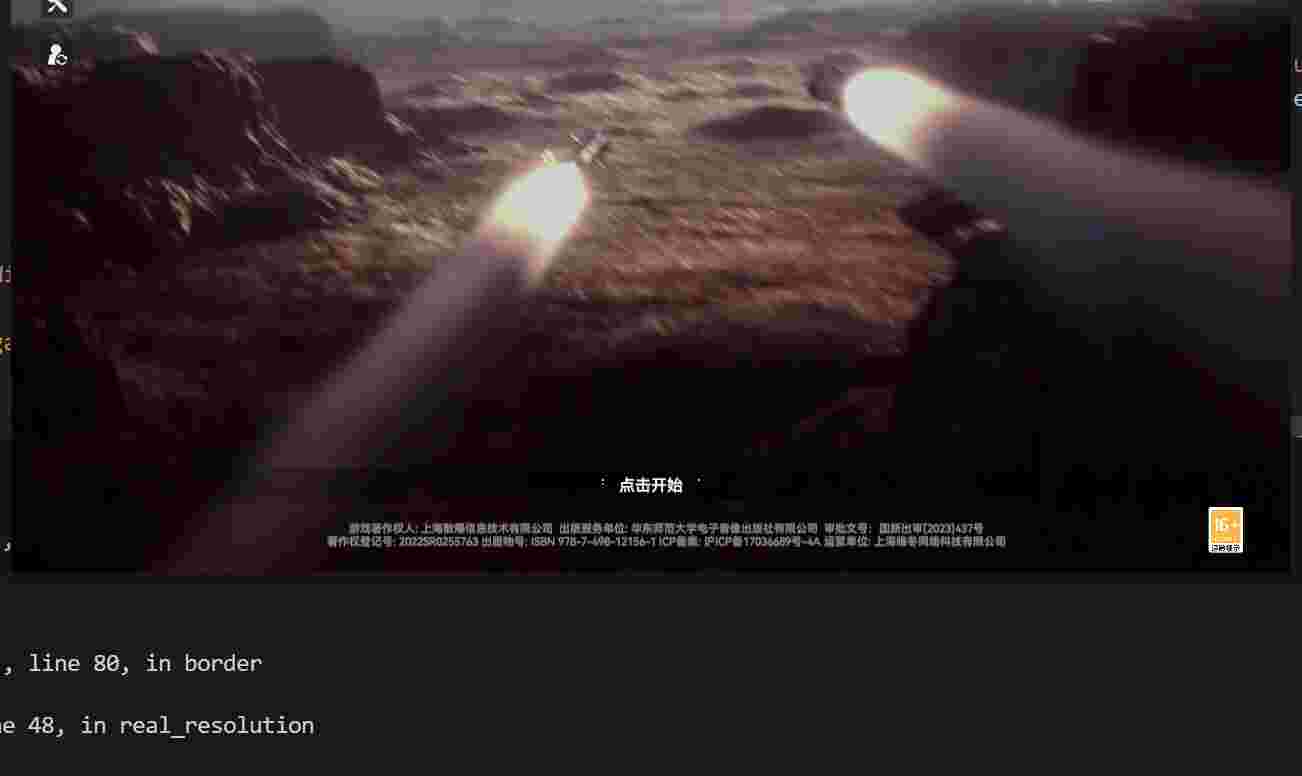 点击开始
游戏著作权人: 上海散爆信息技术有限公司 出版服务单位: 华东师范大学电子音像出版社有限公司 审批文号: 国新出审[2023]437号
著作权登记号: 2022SR0255763 出版物号: ISBN 978-7-498-12156-1 ICP备案: 沪ICP备17036689号-4A 运营单位: 上海暗冬网络科技有限公司
16+
适龄提示
, line 80, in border
e 48, in real_resolution